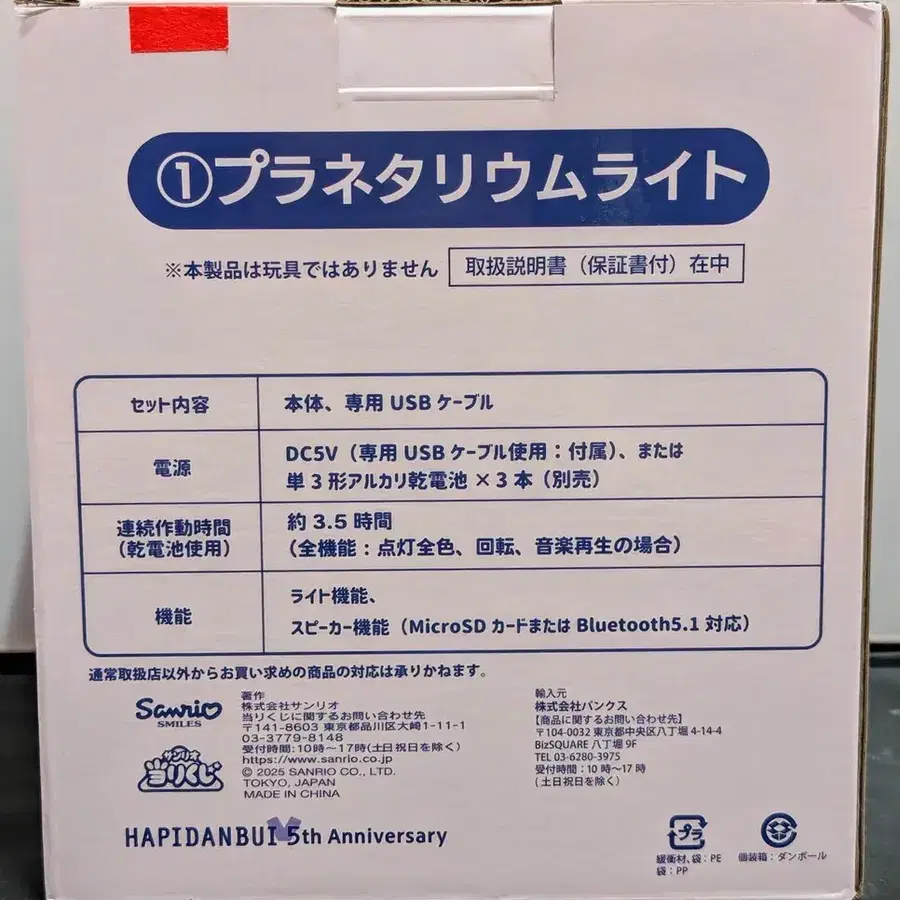 ①プラネタリウムライト
※本製品は玩具ではありません
取扱説明書（保証書付）在中
セット内容
本体、専用 USB ケーブル
電源
DC5V（専用 USB ケーブル使用：付属）、または
単3形アルカリ乾電池×3本（別売）
連続作動時間
（乾電池使用）
約 3.5 時間
（全機能：点灯全色、回転、音楽再生の場合）
機能
ライト機能、
スピーカー機能（MicroSD カードまたは Bluetooth5.1 対応）
通常取扱店以外からお買い求めの商品の対応は承りかねます。
Sanrio
SMILES
サンリオ
当りくじ
著作
株式会社サンリオ
当りくじに関するお問い合わせ先
〒141-8603 東京都品川区大崎1-11-1
03-3779-8148
受付時間:10時〜17時(土日祝日を除く)
https://www.sanrio.co.jp
© 2025 SANRIO CO., LTD.
TOKYO, JAPAN
MADE IN CHINA
輸入元
株式会社バンクス
【商品に関するお問い合わせ先】
〒104-0032 東京都中央区八丁堀 4-14-4
BizSQUARE 八丁堀 9F
TEL 03-6280-3975
受付時間：10 時〜17 時
(土日祝日を除く)
HAPIDANBUI 5th Anniversary
プラ
緩衝材、袋：PE
袋：PP
個装箱：ダンボール